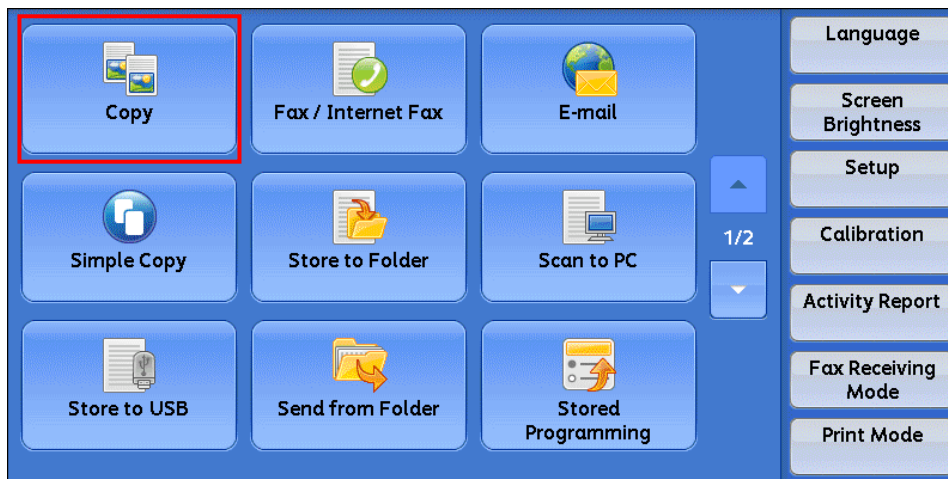 Copy
Fax / Internet Fax
E-mail
Simple Copy
Store to Folder
Scan to PC
Store to USB
Send from Folder
Stored
Programming
1/2
Language
Screen
Brightness
Setup
Calibration
Activity Report
Fax Receiving
Mode
Print Mode